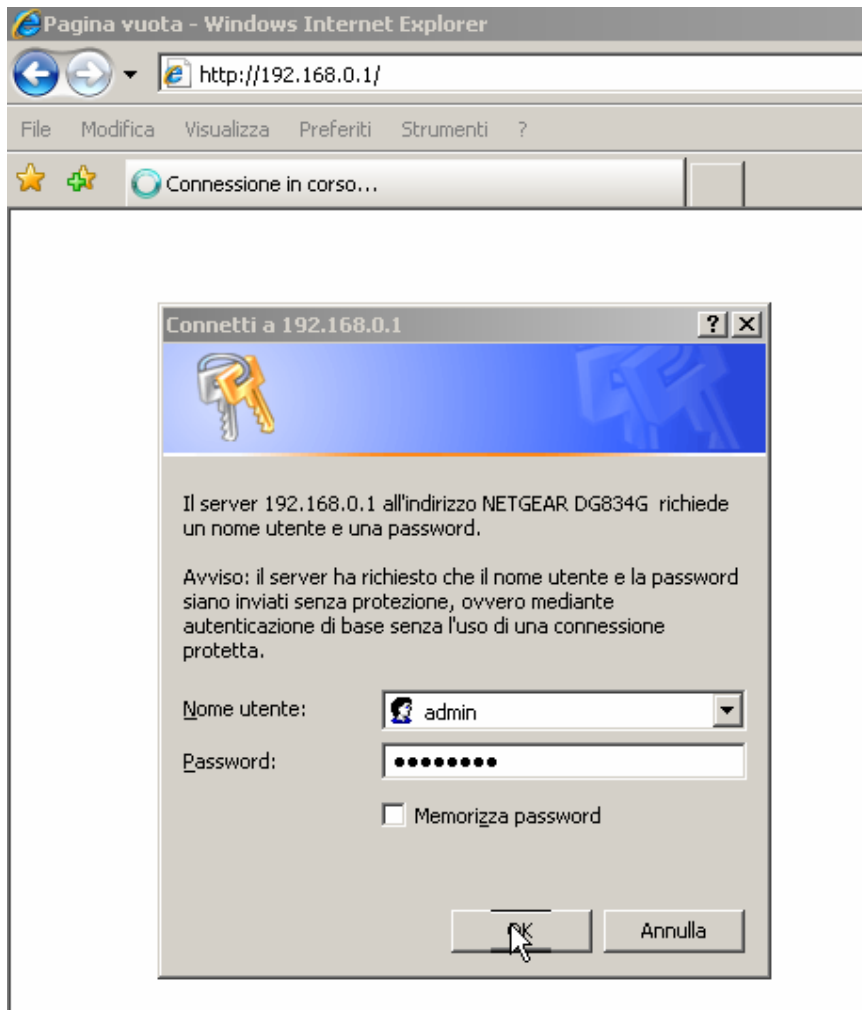 Pagina vuota - Windows Internet Explorer
http://192.168.0.1/
File Modifica Visualizza Preferiti Strumenti ?
Connessione in corso...
Connetti a 192.168.0.1
Il server 192.168.0.1 all'indirizzo NETGEAR DG834G richiede
un nome utente e una password.
Avviso: il server ha richiesto che il nome utente e la password
siano inviati senza protezione, ovvero mediante
autenticazione di base senza l'uso di una connessione
protetta.
Nome utente: admin
Password: ●●●●●●●●
Memorizza password
OK Annulla